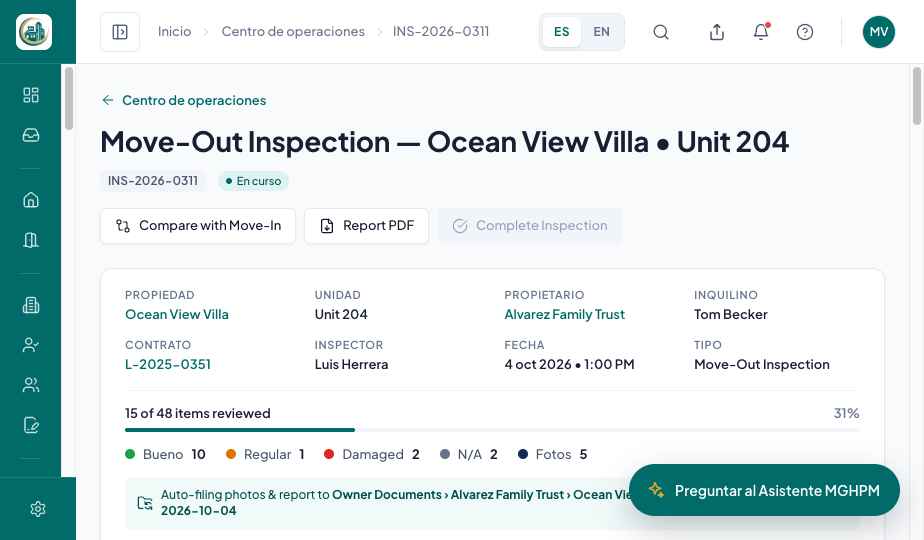 Inicio Centro de operaciones INS-2026-0311 ES EN MV
Centro de operaciones
Move-Out Inspection — Ocean View Villa • Unit 204
INS-2026-0311 En curso
Compare with Move-In Report PDF Complete Inspection
PROPIEDAD UNIDAD PROPIETARIO INQUILINO
Ocean View Villa Unit 204 Alvarez Family Trust Tom Becker
CONTRATO INSPECTOR FECHA TIPO
L-2025-0351 Luis Herrera 4 oct 2026 • 1:00 PM Move-Out Inspection
15 of 48 items reviewed 31%
Bueno 10 Regular 1 Damaged 2 N/A 2 Fotos 5
Auto-filing photos & report to Owner Documents › Alvarez Family Trust › Ocean
2026-10-04
Preguntar al Asistente MGHPM